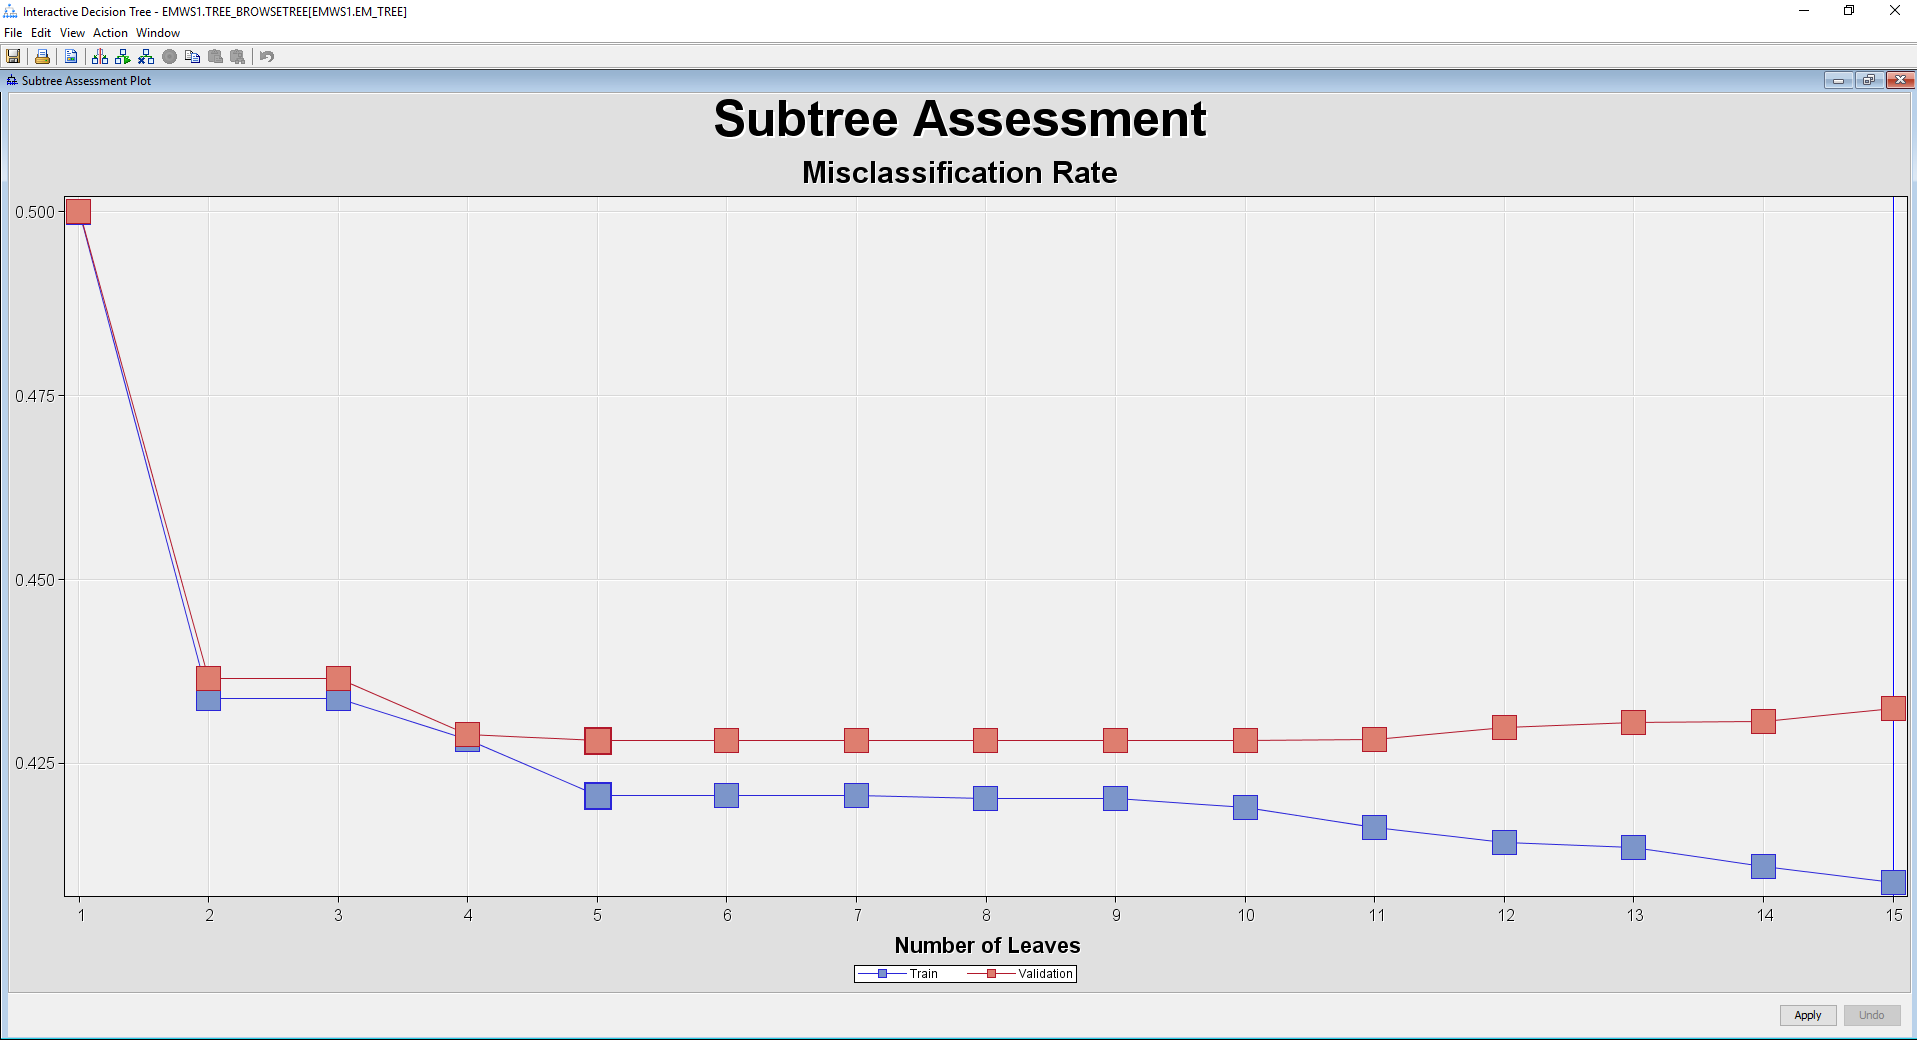 Interactive Decision Tree - EMWS1.TREE_BROWSETREE[EMWS1.EM_TREE]
File Edit View Action Window
Subtree Assessment Plot
Subtree Assessment
Misclassification Rate
0.500
0.475
0.450
0.425
1 2 3 4 5 6 7 8 9 10 11 12 13 14 15
Number of Leaves
Train Validation
Apply Undo